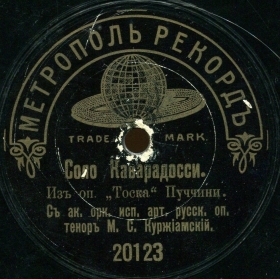 МЕТРОПОЛЬ РЕКОРДЪ
TRADE MARK.
Соло Каварадосси.
Изъ оп. „Тоска" Пуччини.
Съ ак. орк. исп. арт. русск. оп.
теноръ М. С. Куржіамскій.
20123